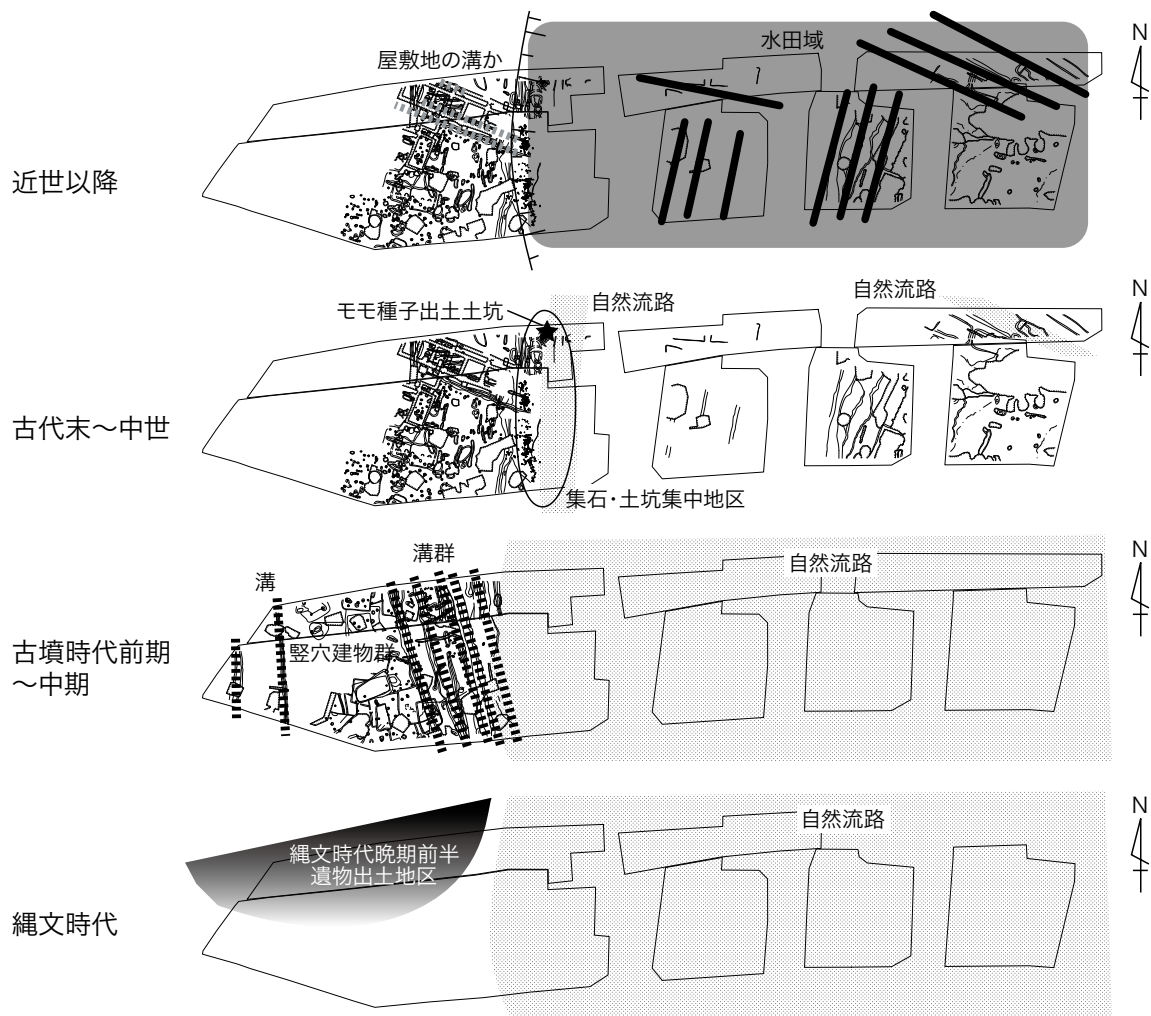 屋敷地の溝か
水田域
N
近世以降
モモ種子出土土坑
自然流路
自然流路
N
古代末～中世
集石・土坑集中地区
溝群
溝
自然流路
N
竪穴建物群
古墳時代前期
～中期
自然流路
N
縄文時代晩期前半
遺物出土地区
縄文時代